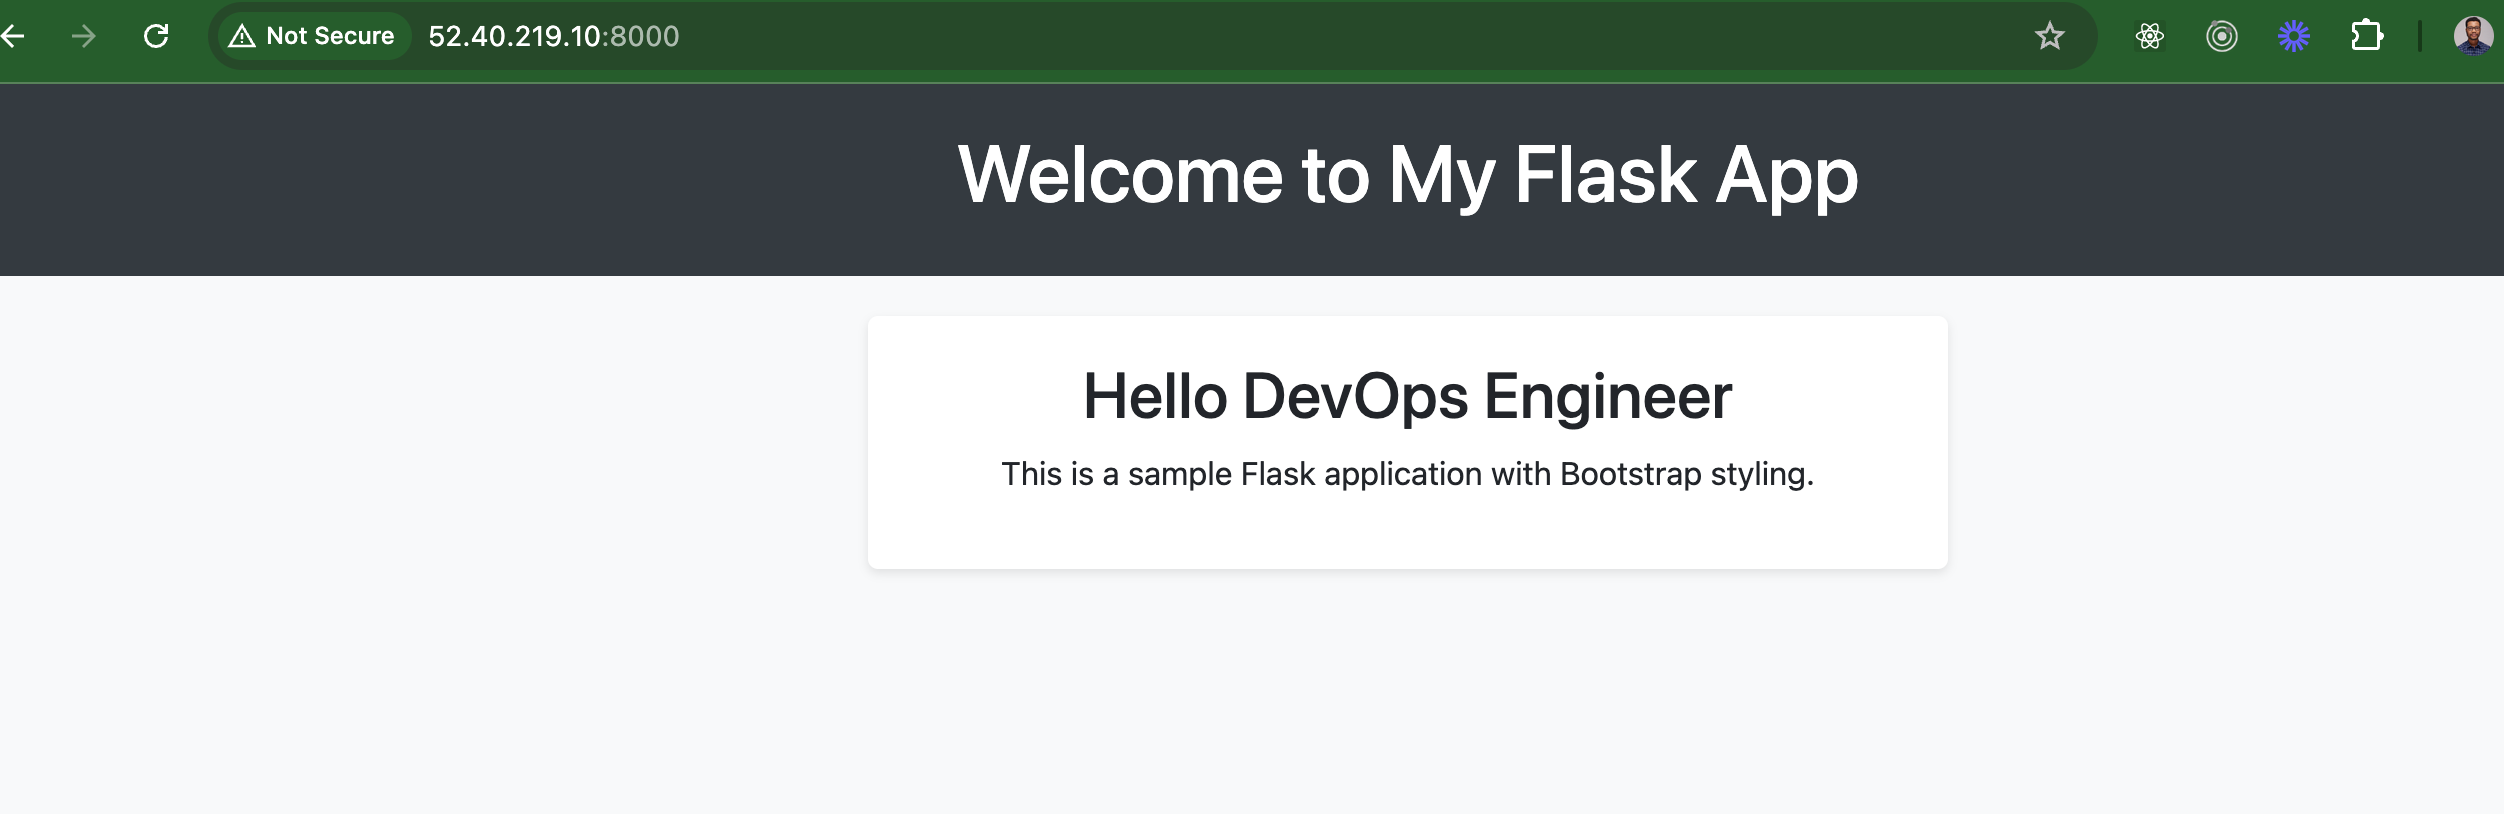 Not Secure 52.40.219.10:8000
Welcome to My Flask App
Hello DevOps Engineer
This is a sample Flask application with Bootstrap styling.